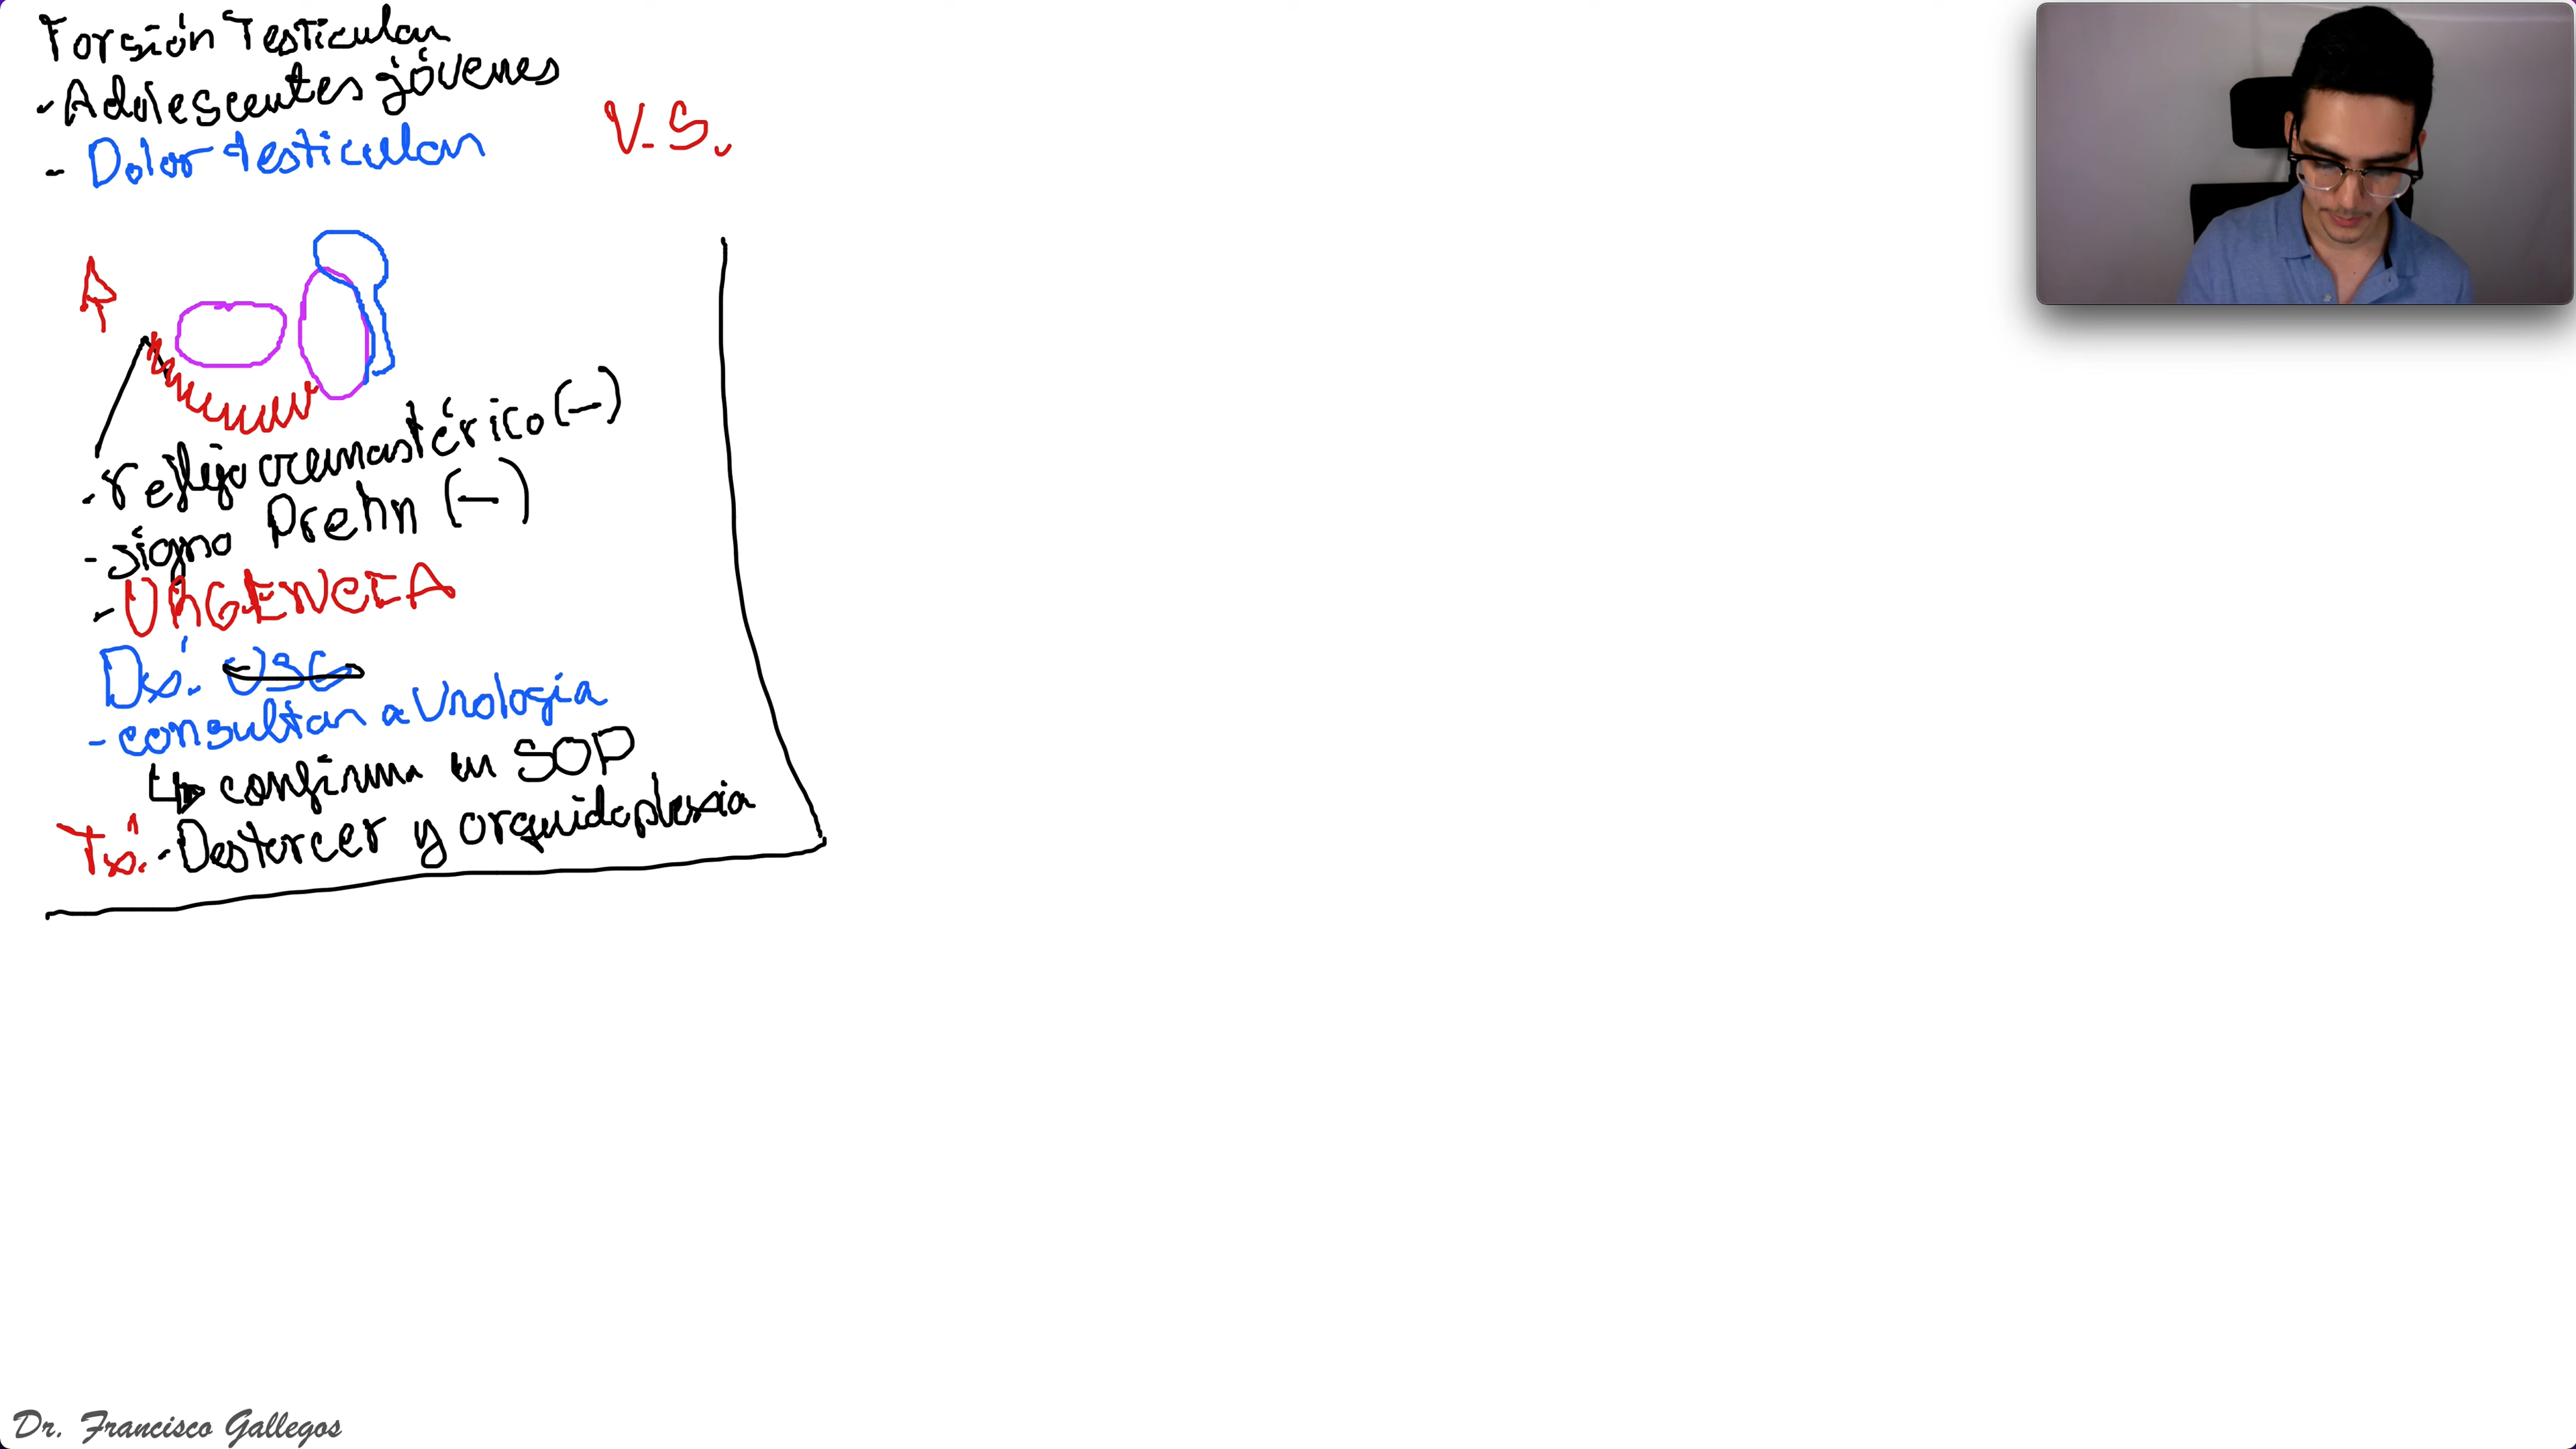 Torsión Testicular
- Adolescentes jóvenes
- Dolor testicular
V.S.
- reflejo cremastérico (-)
- signo Prehn (-)
- URGENCIA
Dx: USG
- consultar a Urología
↳ confirma en SOP
Tx: - Destorcer y orquidoplexia
Dr. Francisco Gallegos